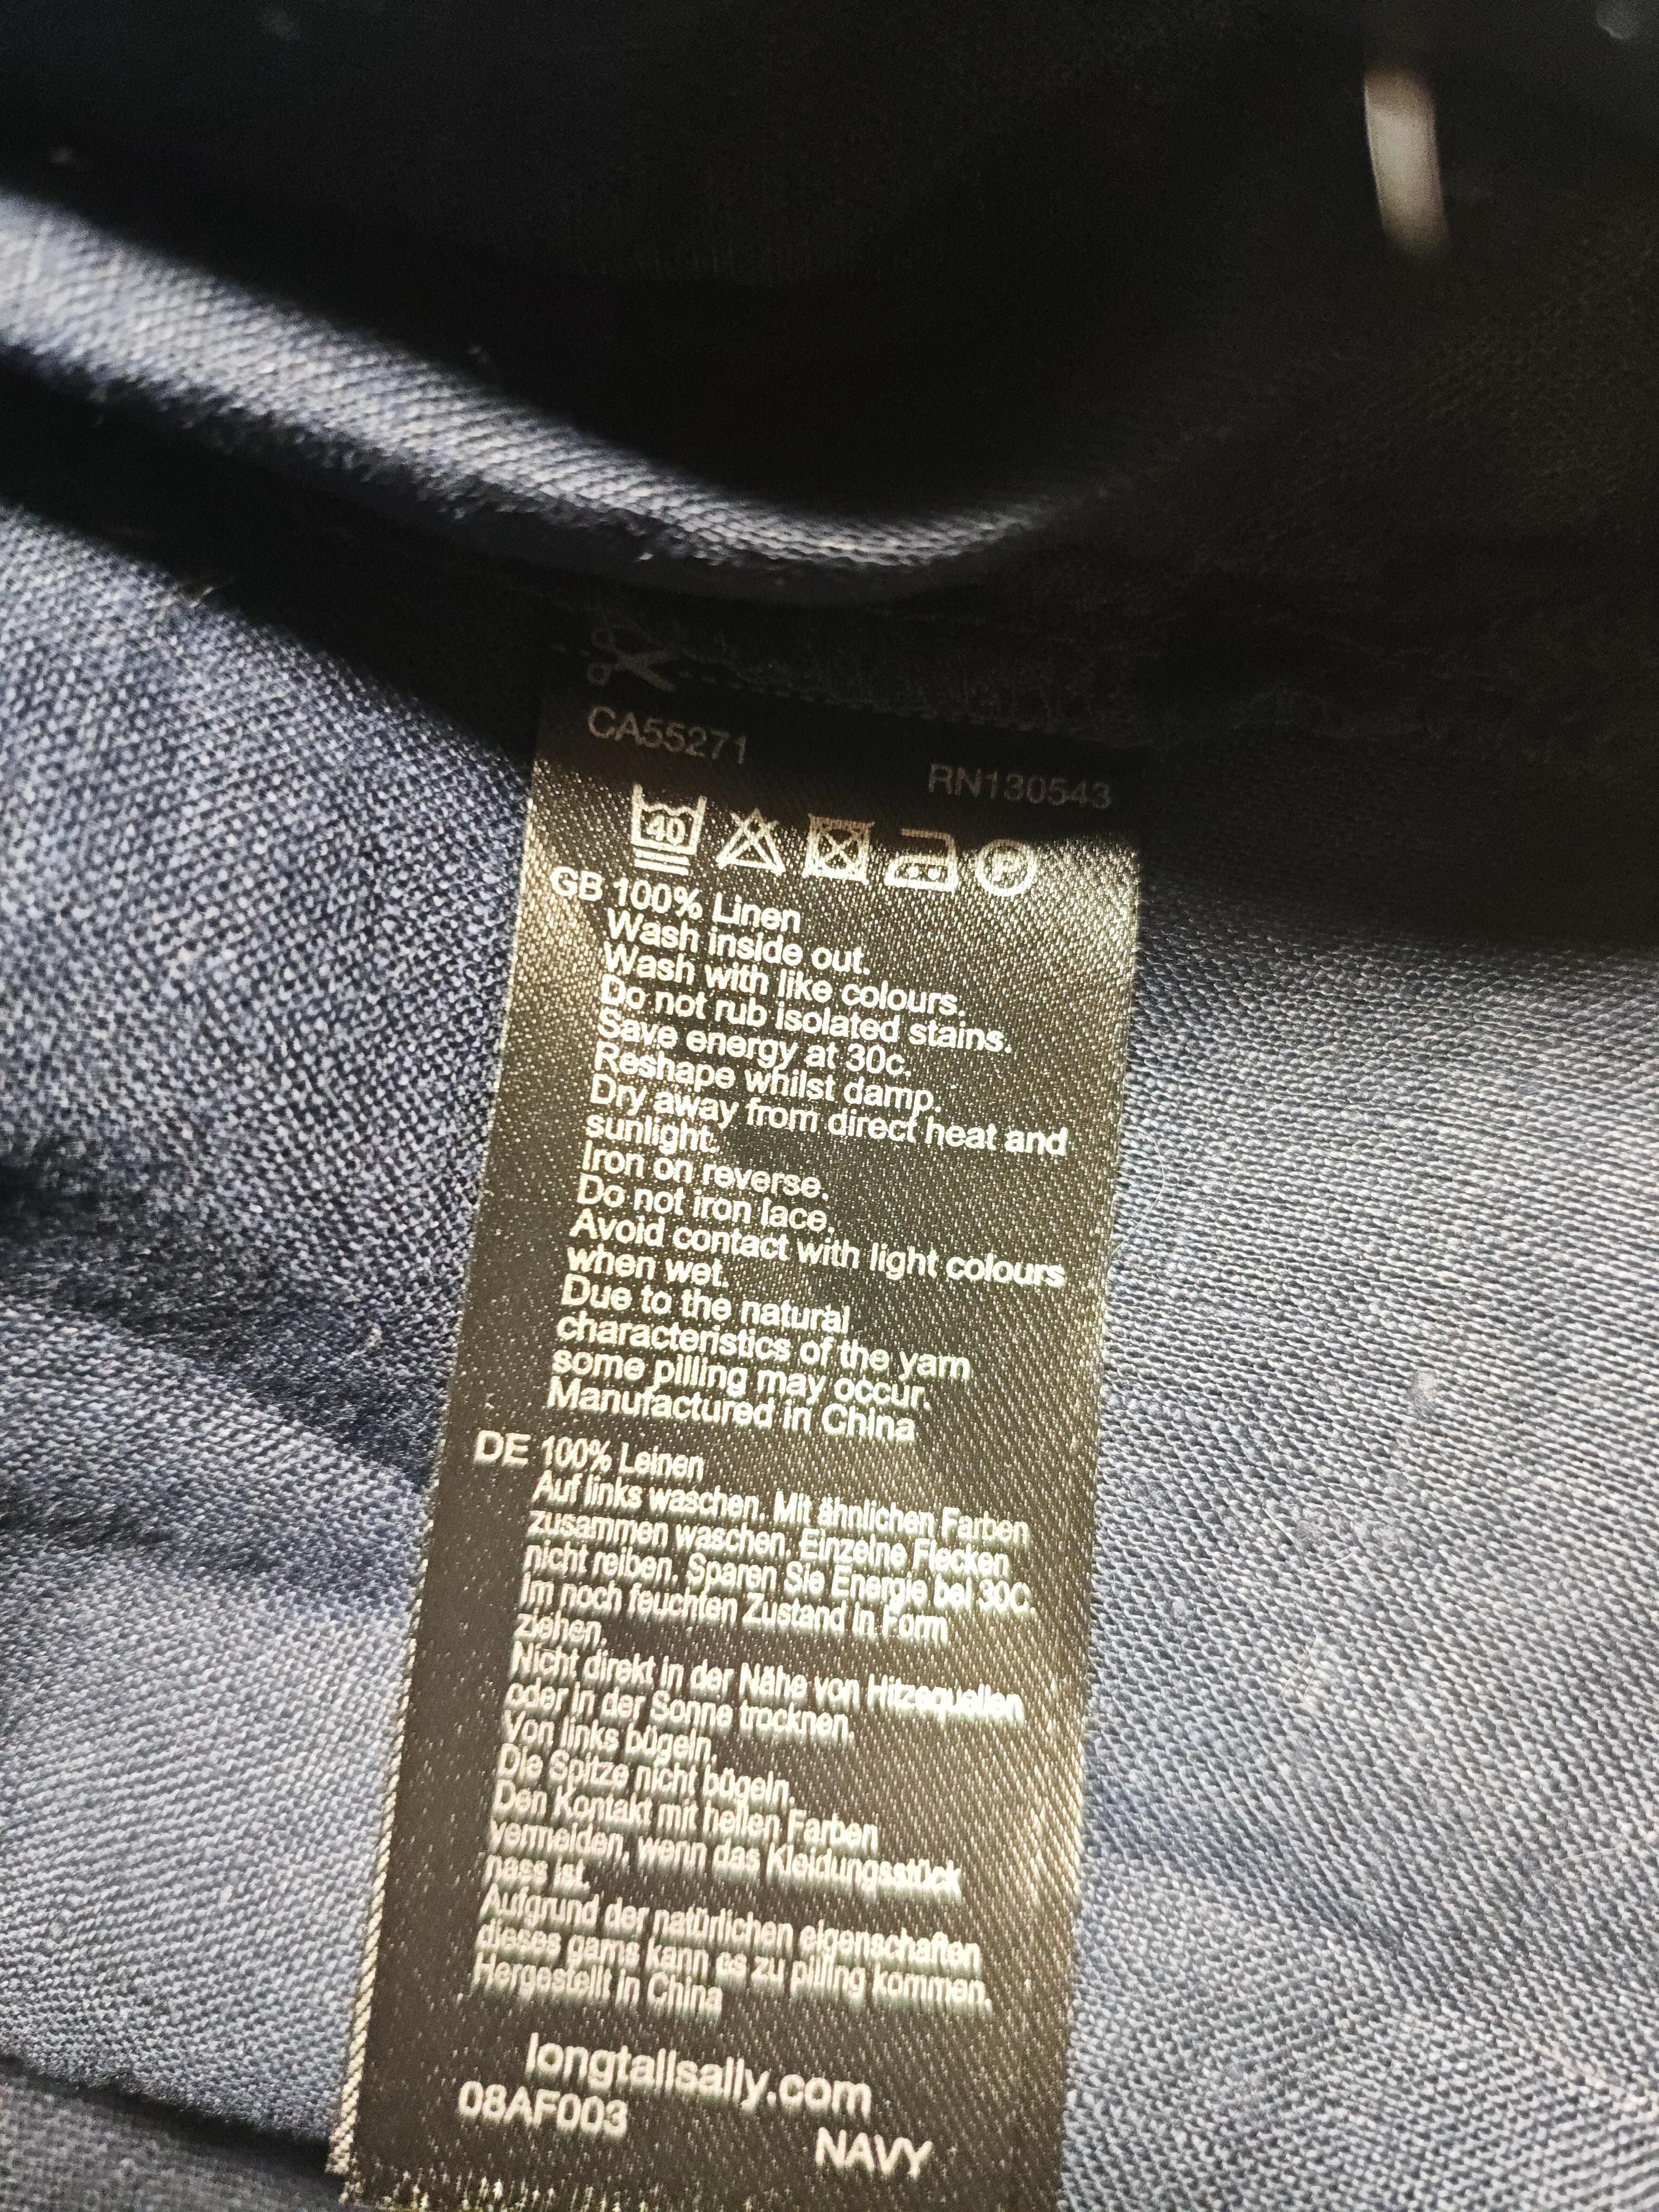 CA55271
RN130543
40
P
GB 100% Linen
Wash inside out.
Wash with like colours.
Do not rub isolated stains.
Save energy at 30c.
Reshape whilst damp.
Dry away from direct heat and
sunlight.
Iron on reverse.
Do not iron lace.
Avoid contact with light colours
when wet.
Due to the natural
characteristics of the yarn
some pilling may occur.
Manufactured in China
DE 100% Leinen
Auf links waschen. Mit ähnlichen Farben
zusammen waschen. Einzelne Flecken
nicht reiben. Sparen Sie Energie bei 30C.
Im noch feuchten Zustand in Form
ziehen.
Nicht direkt in der Nähe von Hitzequellen
oder in der Sonne trocknen.
Von links bügeln.
Die Spitze nicht bügeln.
Den Kontakt mit hellen Farben
vermeiden, wenn das Kleidungsstück
nass ist.
Aufgrund der natürlichen eigenschaften
dieses garns kann es zu pilling kommen.
Hergestellt in China
longtallsally.com
08AF003
NAVY